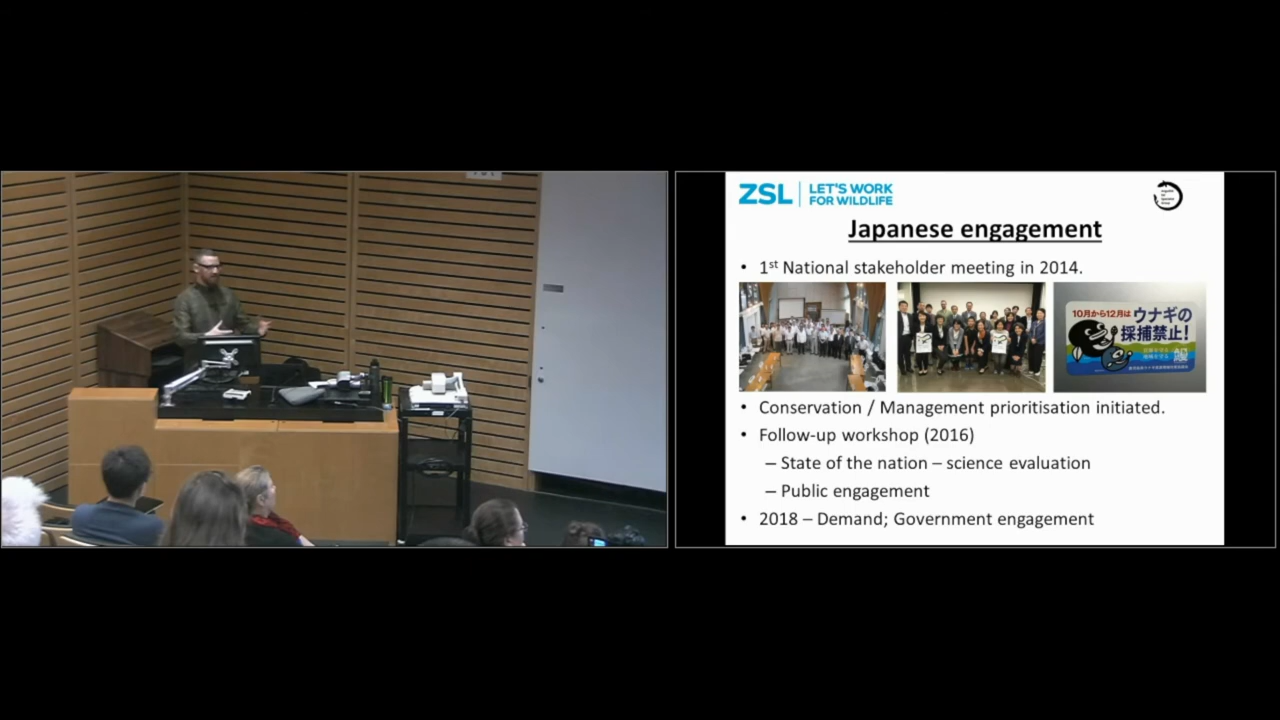 ZSL
LET'S WORK
FOR WILDLIFE
Japanese engagement
• 1st National stakeholder meeting in 2014.
10月から12月は ウナギの
採捕禁止!
• Conservation / Management prioritisation initiated.
• Follow-up workshop (2016)
– State of the nation – science evaluation
– Public engagement
• 2018 – Demand; Government engagement